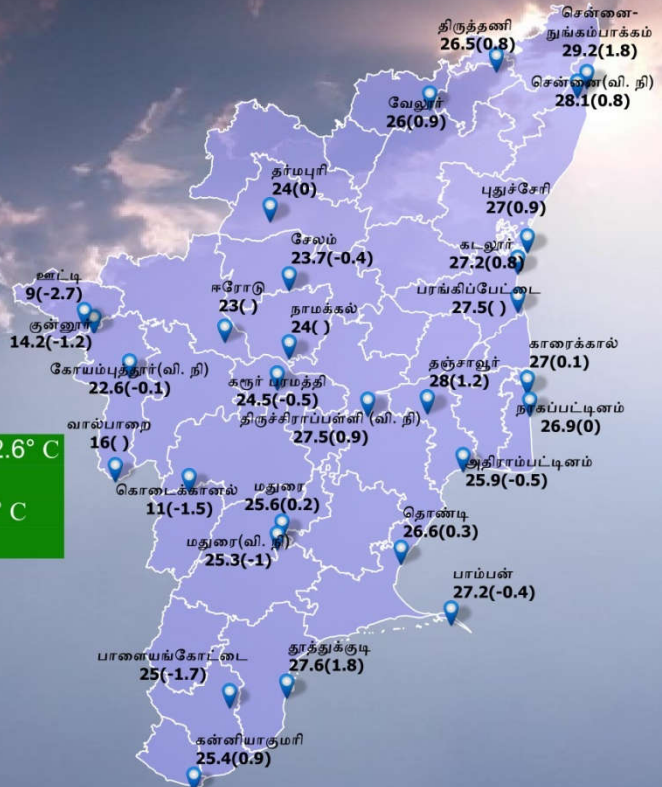 சென்னை-
நுங்கம்பாக்கம்
29.2(1.8)
திருத்தணி
26.5(0.8)
சென்னை(வி. நி)
28.1(0.8)
வேலூர்
26(0.9)
தர்மபுரி
24(0)
புதுச்சேரி
27(0.9)
சேலம்
23.7(-0.4)
கடலூர்
27.2(0.8)
ஊட்டி
9(-2.7)
ஈரோடு
23( )
பரங்கிப்பேட்டை
27.5( )
நாமக்கல்
24( )
குன்னூர்
14.2(-1.2)
காரைக்கால்
27(0.1)
கோயம்புத்தூர்(வி. நி)
22.6(-0.1)
தஞ்சாவூர்
28(1.2)
கரூர் பரமத்தி
24.5(-0.5)
நாகப்பட்டினம்
26.9(0)
திருச்சிராப்பள்ளி (வி. நி)
27.5(0.9)
வால்பாறை
16( )
2.6° C
° C
அதிராம்பட்டினம்
25.9(-0.5)
கொடைக்கானல்
11(-1.5)
மதுரை
25.6(0.2)
தொண்டி
26.6(0.3)
மதுரை(வி. நி)
25.3(-1)
பாம்பன்
27.2(-0.4)
பாளையங்கோட்டை
25(-1.7)
தூத்துக்குடி
27.6(1.8)
கன்னியாகுமரி
25.4(0.9)